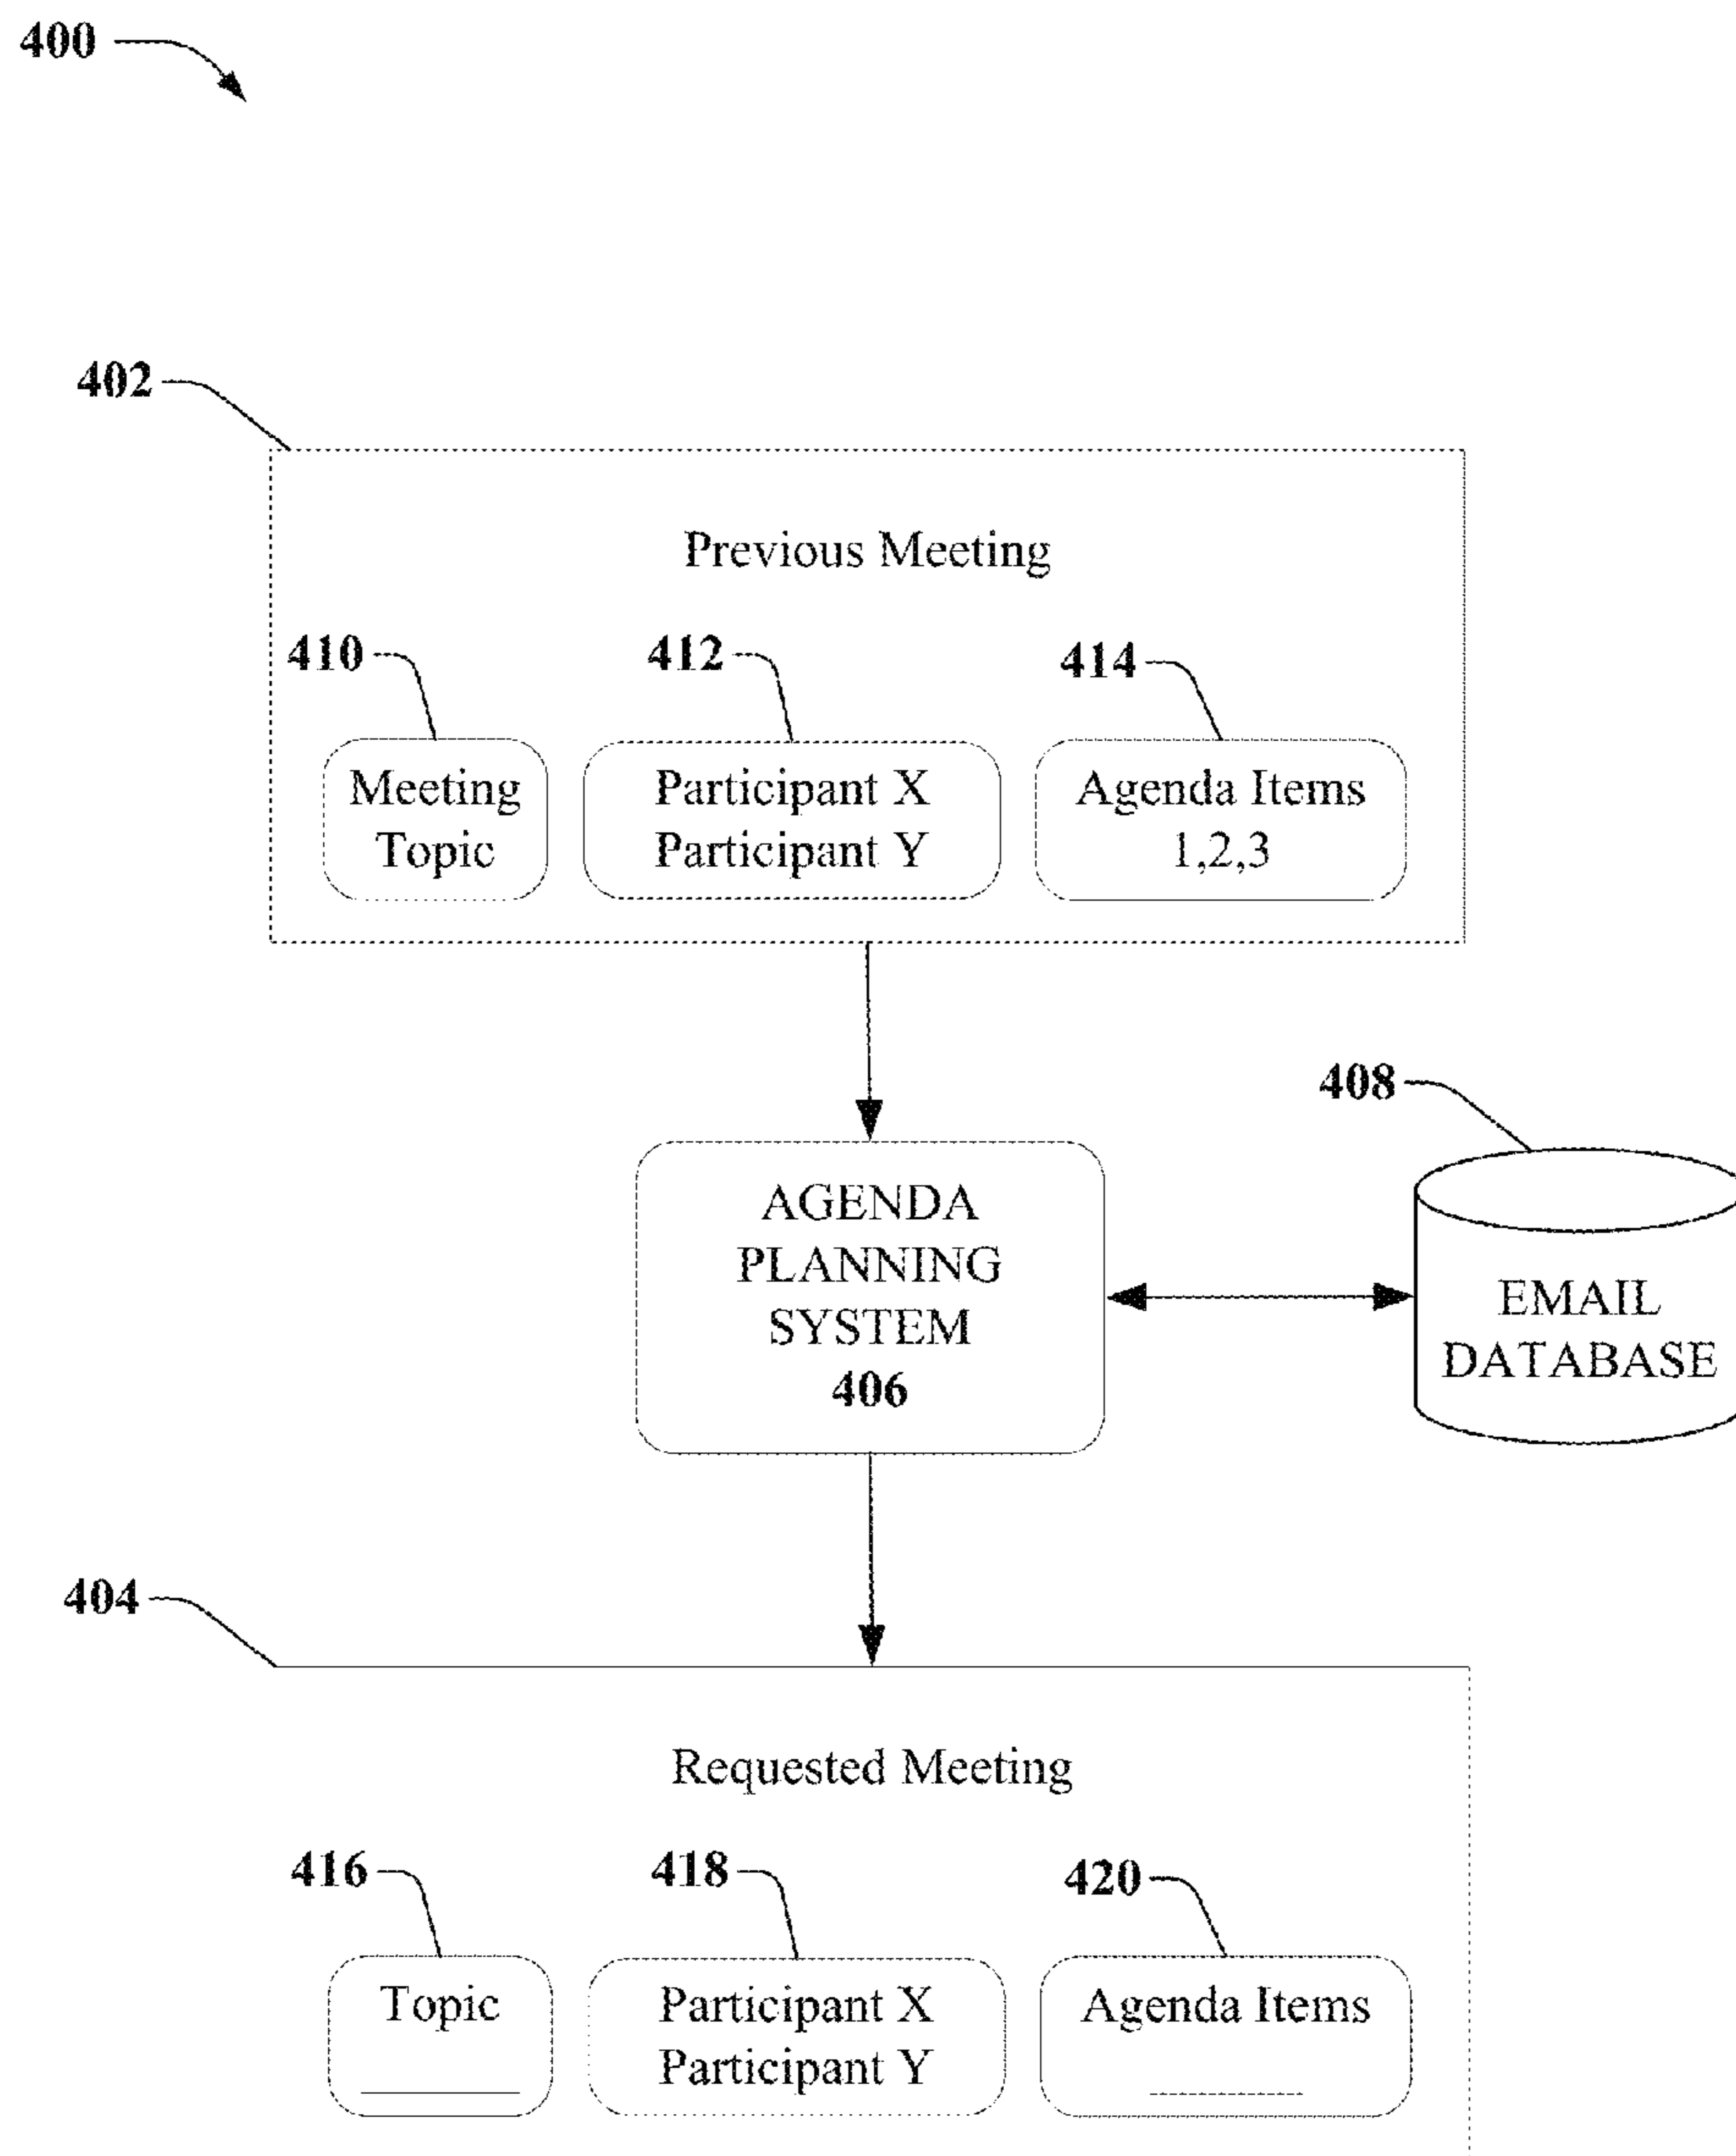 400
402
Previous Meeting
410
412
414
Meeting
Topic
Participant X
Participant Y
Agenda Items
1,2,3
408
AGENDA
PLANNING
SYSTEM
406
EMAIL
DATABASE
404
Requested Meeting
416
418
420
Topic
Participant X
Participant Y
Agenda Items